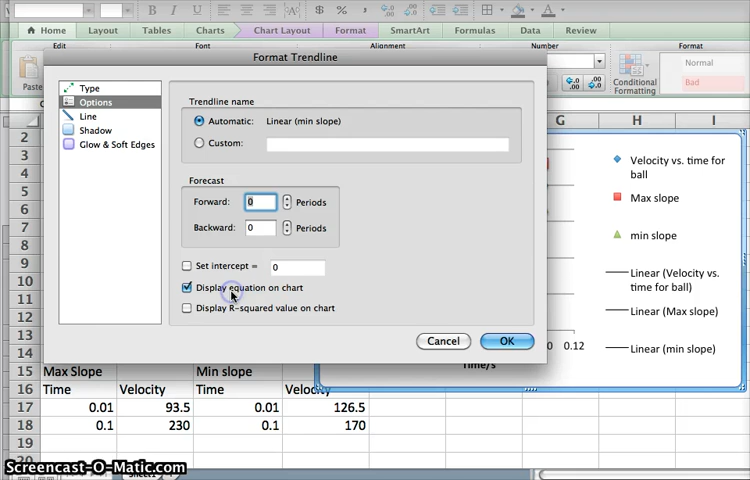 Home Layout Tables Charts Chart Layout Format SmartArt Formulas Data Review
Edit Font Alignment Number Format
Format Trendline
Paste
Conditional
Formatting
Normal
Bad
Type
Options
Line
Shadow
Glow & Soft Edges
Trendline name
Automatic: Linear (min slope)
Custom:
Forecast
Forward: 0 Periods
Backward: 0 Periods
Set intercept = 0
Display equation on chart
Display R-squared value on chart
Cancel OK
G H I
2
3
4
5
6
7
8
9
10
11
12
13
14
Velocity vs. time for
ball
Max slope
min slope
Linear (Velocity vs.
time for ball)
Linear (Max slope)
Linear (min slope)
0 0.12
Time/s
15 Max Slope Min slope
16 Time Velocity Time Velocity
17 0.01 93.5 0.01 126.5
18 0.1 230 0.1 170
19
20
Screencast-O-Matic.com
Sheet1